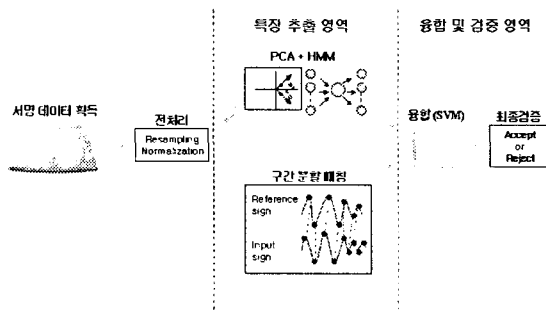 특징 추출 영역
융합 및 검증 영역
PCA + HMM
서명 데이터 획득
전처리
Resampling
Normalization
융합 (SVM)
최종검증
Accept
or
Reject
구간 분할 매칭
Reference
sign
Input
sign